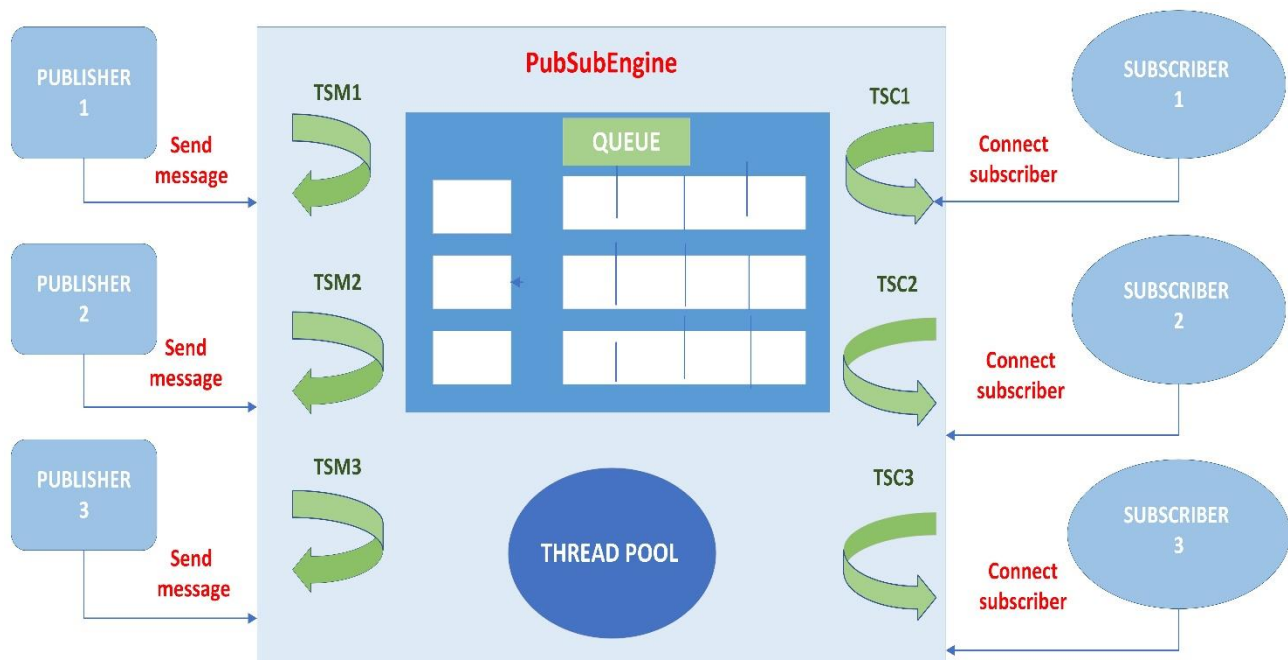 PUBLISHER
1
Send
message
PUBLISHER
2
Send
message
PUBLISHER
3
Send
message
PubSubEngine
TSM1
TSM2
TSM3
QUEUE
THREAD POOL
TSC1
TSC2
TSC3
SUBSCRIBER
1
Connect
subscriber
SUBSCRIBER
2
Connect
subscriber
SUBSCRIBER
3
Connect
subscriber